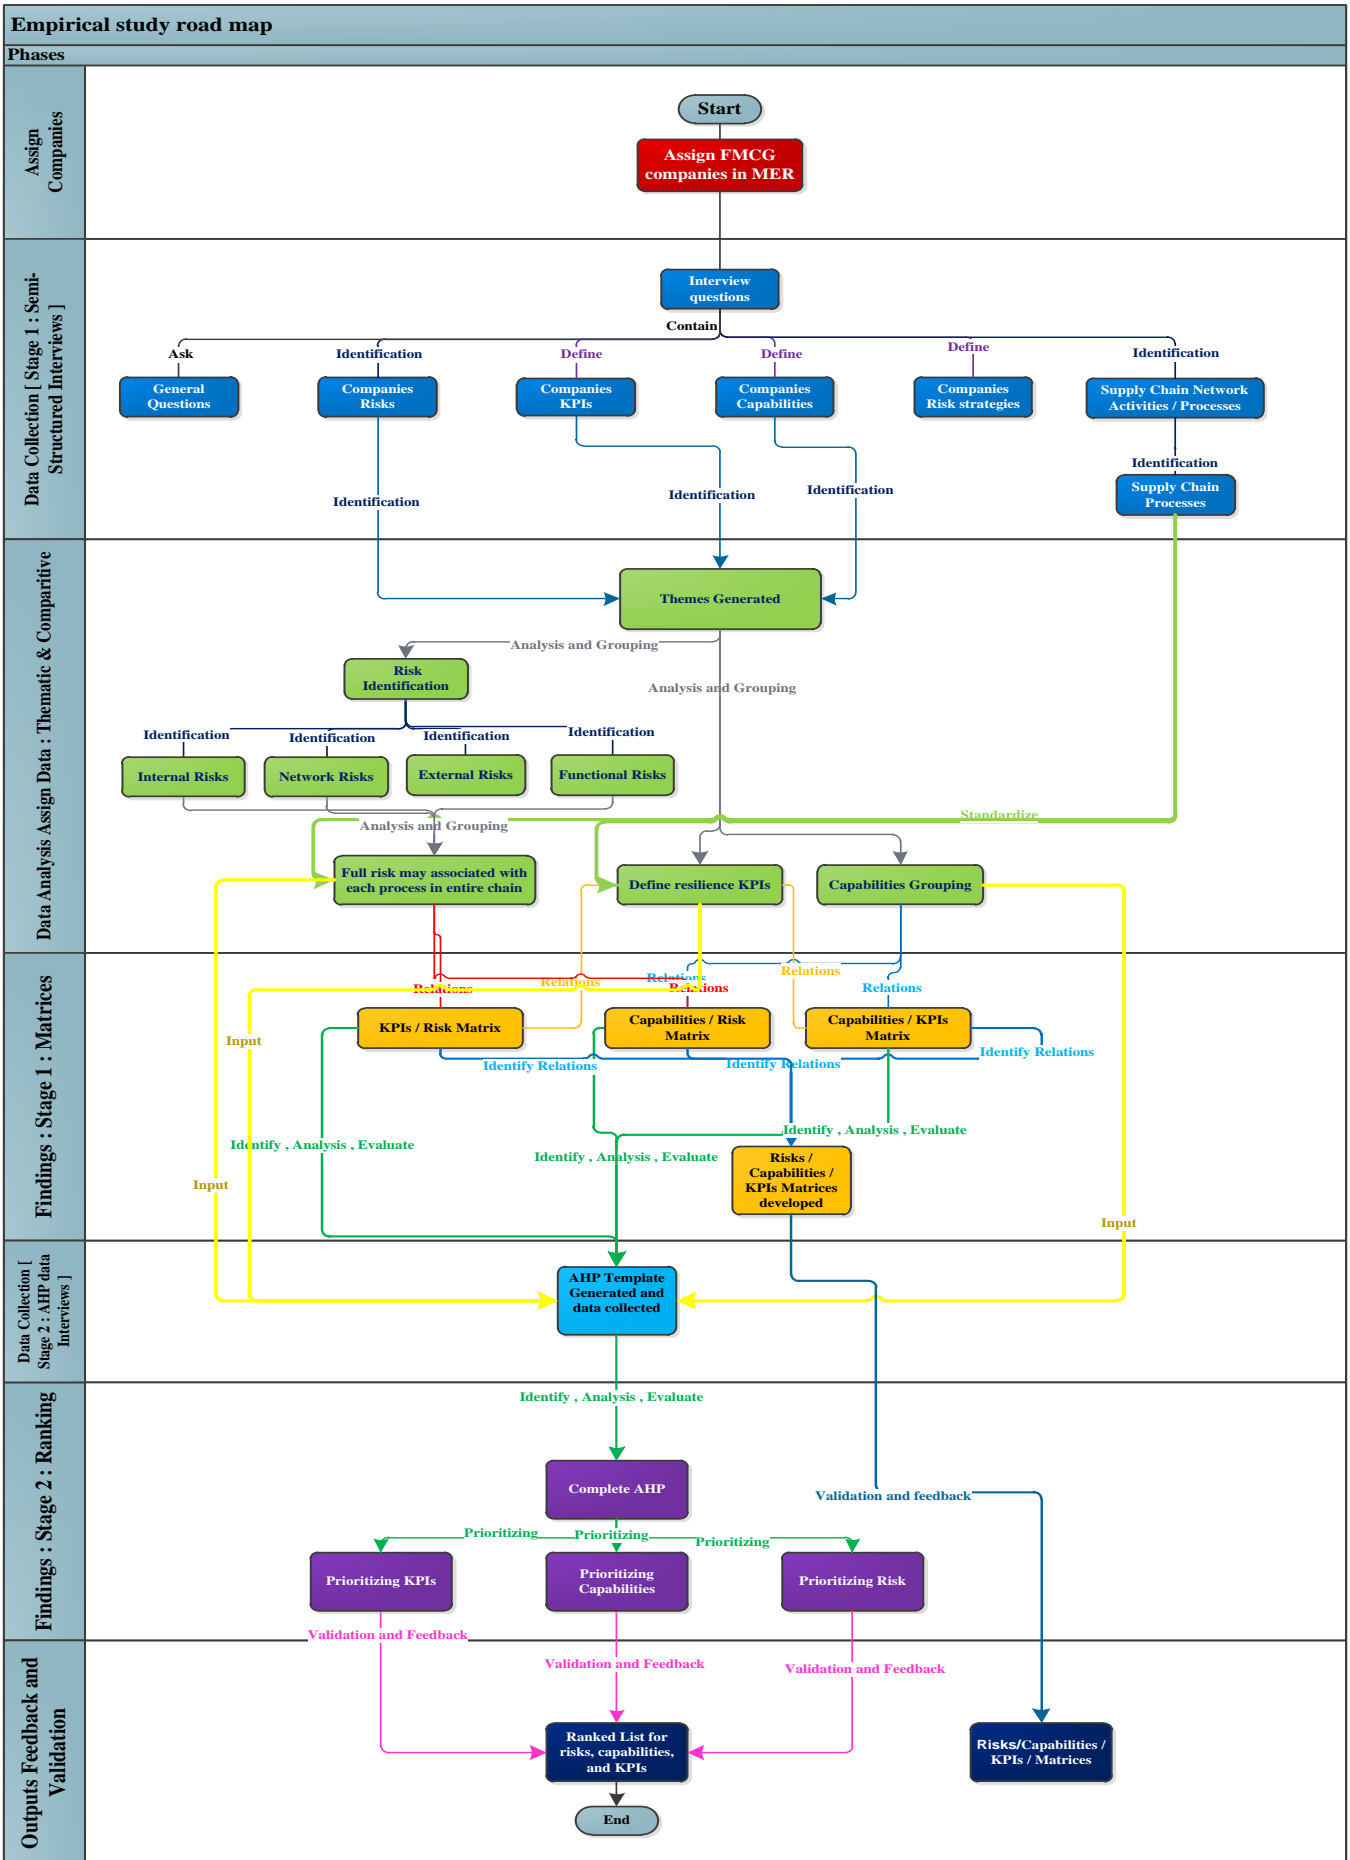 Empirical study road map
Phases
Assign
Companies
Start
Assign FMCG
companies in MER
Data Collection [ Stage 1 : Semi-
Structured Interviews ]
Interview
questions
Contain
Ask
Identification
Define
Define
Define
Identification
General
Questions
Companies
Risks
Companies
KPIs
Companies
Capabilities
Companies
Risk strategies
Supply Chain Network
Activities / Processes
Identification
Supply Chain
Processes
Identification
Identification
Identification
Data Analysis Assign Data : Thematic & Comparitive
Themes Generated
Analysis and Grouping
Risk
Identification
Analysis and Grouping
Identification
Identification
Identification
Identification
Internal Risks
Network Risks
External Risks
Functional Risks
Standardize
Analysis and Grouping
Full risk may associated with
each process in entire chain
Define resilience KPIs
Capabilities Grouping
Findings : Stage 1 : Matrices
Relations
Relations
Relations
Relations
Relations
Relations
KPIs / Risk Matrix
Capabilities / Risk
Matrix
Capabilities / KPIs
Matrix
Input
Identify Relations
Identify Relations
Identify Relations
Identify , Analysis , Evaluate
Identify , Analysis , Evaluate
Identify , Analysis , Evaluate
Risks /
Capabilities /
KPIs Matrices
developed
Input
Input
Data Collection [
Stage 2 : AHP data
Interviews ]
AHP Template
Generated and
data collected
Findings : Stage 2 : Ranking
Identify , Analysis , Evaluate
Complete AHP
Validation and feedback
Prioritizing
Prioritizing
Prioritizing
Prioritizing KPIs
Prioritizing
Capabilities
Prioritizing Risk
Outputs Feedback and
Validation
Validation and Feedback
Validation and Feedback
Validation and Feedback
Ranked List for
risks, capabilities,
and KPIs
Risks/Capabilities /
KPIs / Matrices
End